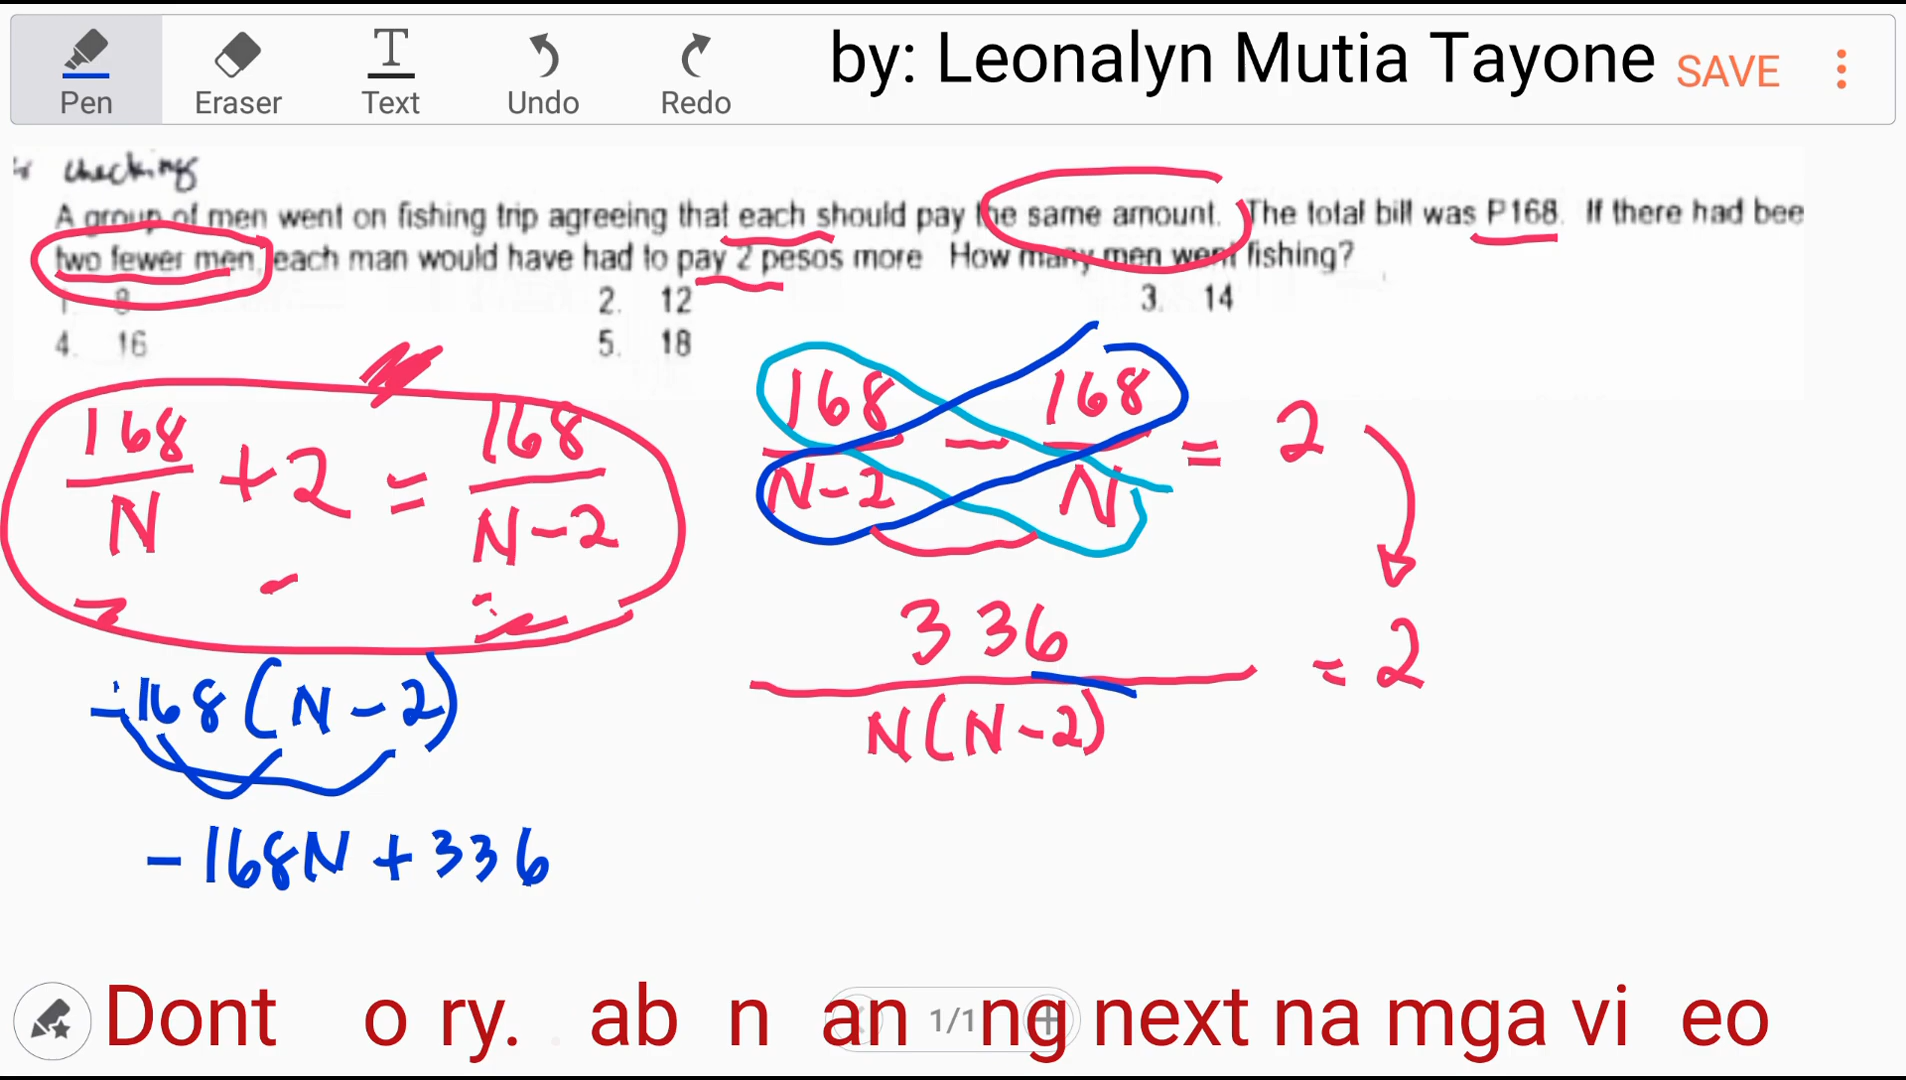 Pen Eraser Text Undo Redo by: Leonalyn Mutia Tayone SAVE
checking
A group of men went on fishing trip agreeing that each should pay the same amount. The total bill was P168. If there had bee
two fewer men, each man would have had to pay 2 pesos more How many men went fishing?
1. 8 2. 12 3. 14
4. 16 5. 18
168/N + 2 = 168/N-2
168/N-2 - 168/N = 2
336/N(N-2) = 2
-168(N-2)
-168N + 336
Dont o ry. ab n an ng next na mga vi eo
1/1